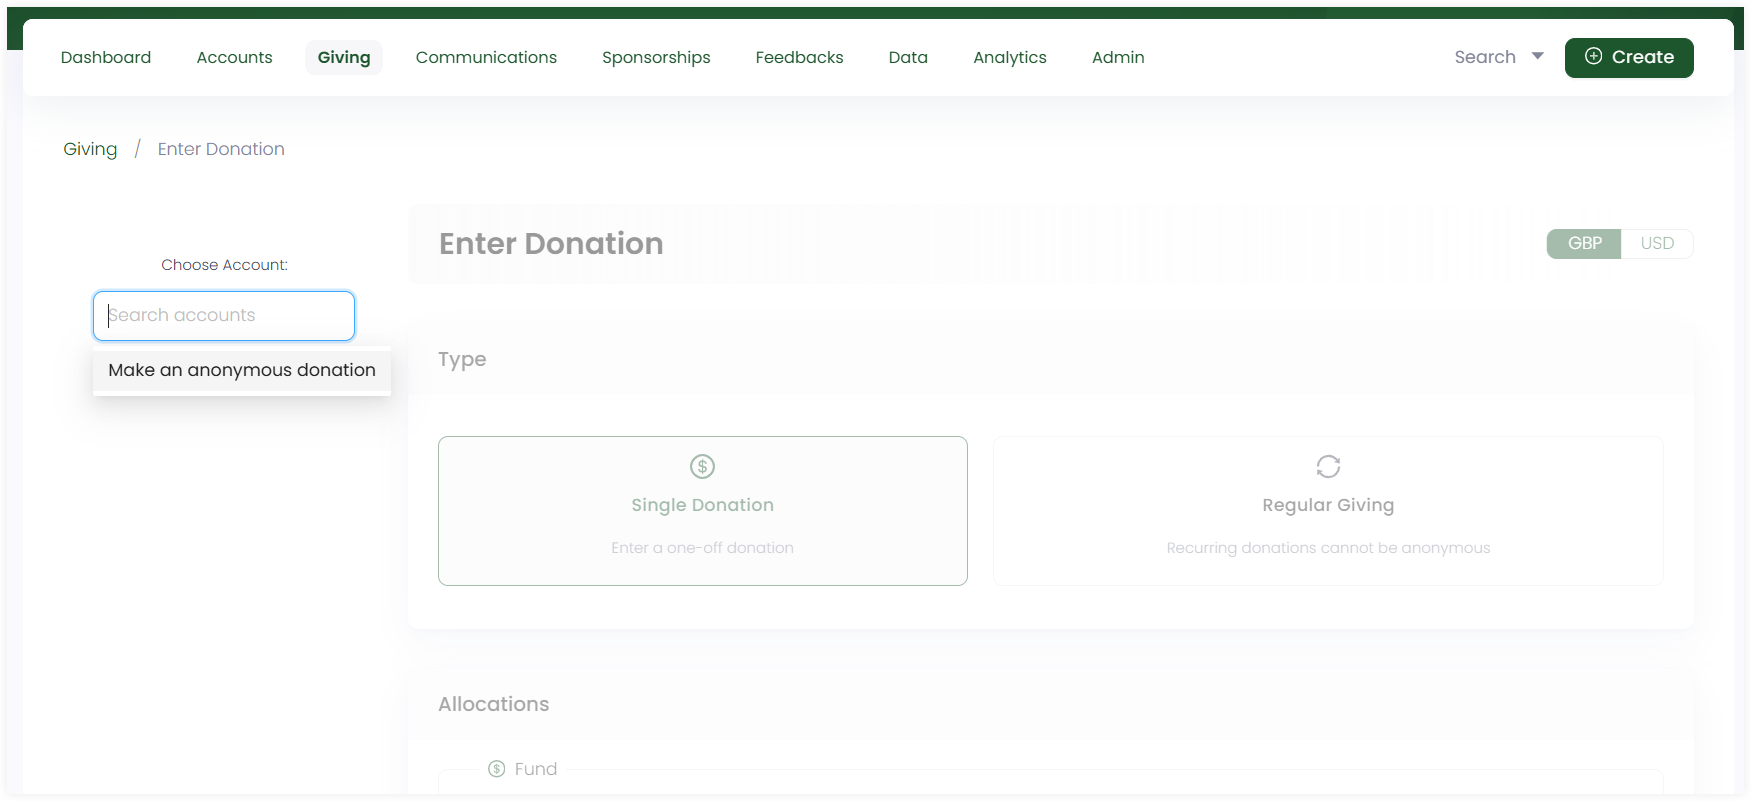 Dashboard Accounts Giving Communications Sponsorships Feedbacks Data Analytics Admin Search Create
Giving / Enter Donation
Choose Account:
Search accounts
Make an anonymous donation
Enter Donation
GBP USD
Type
Single Donation
Enter a one-off donation
Regular Giving
Recurring donations cannot be anonymous
Allocations
Fund